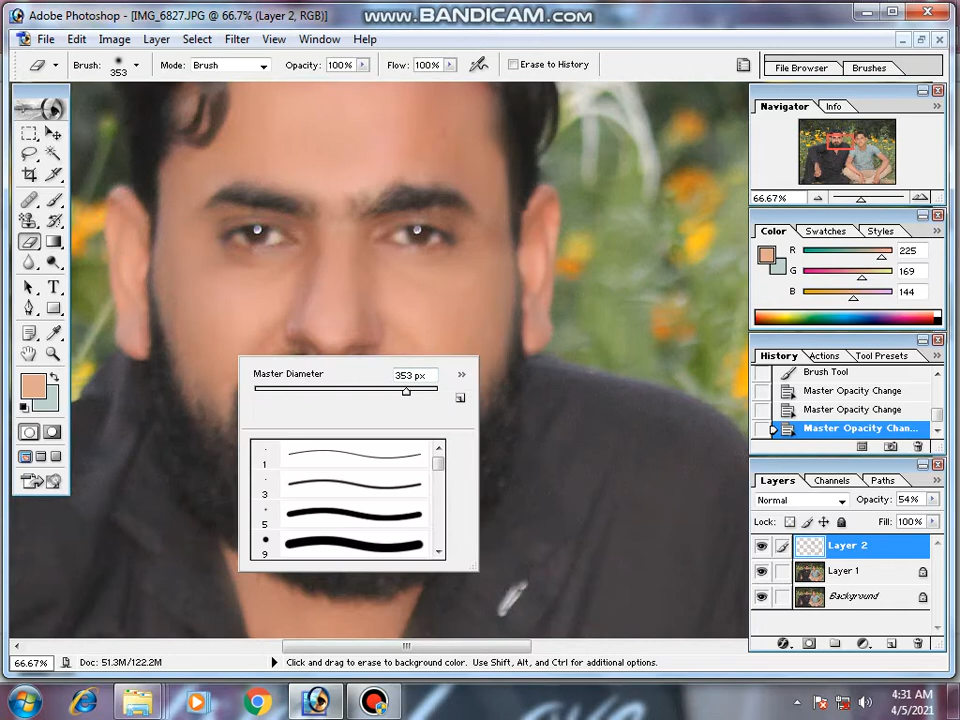 Adobe Photoshop - [IMG_6827.JPG @ 66.7% (Layer 2, RGB)]
www.BANDICAM.com
File Edit Image Layer Select Filter View Window Help
Brush: 353 Mode: Brush Opacity: 100% Flow: 100% Erase to History File Browser Brushes
Navigator Info
66.67%
Color Swatches Styles
R 225
G 169
B 144
History Actions Tool Presets
Brush Tool
Master Opacity Change
Master Opacity Change
Master Opacity Chan...
Layers Channels Paths
Normal Opacity: 54%
Lock: Fill: 100%
Layer 2
Layer 1
Background
Master Diameter 353 px
1
3
5
9
66.67% Doc: 51.3M/122.2M Click and drag to erase to background color. Use Shift, Alt, and Ctrl for additional options.
4:31 AM
4/5/2021